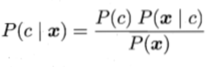 P(c | x) = P(c) P(x | c) / P(x)